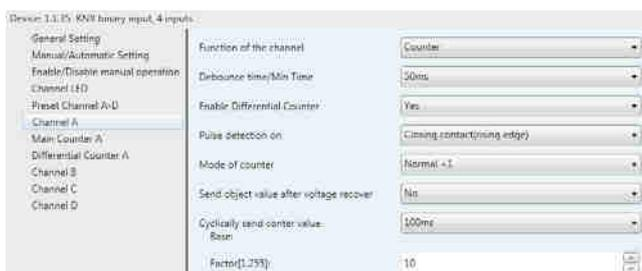 Device: 1.1.35 KNX binary input, 4 inputs
General Setting
Manual/Automatic Setting
Enable/Disable manual operation
Channel LED
Preset Channel A~D
Channel A
Main Counter A
Differential Counter A
Channel B
Channel C
Channel D
Function of the channel
Counter
Debounce time/Min Time
50ms
Enable Differential Counter
Yes
Pulse detection on
Closing contact(rising edge)
Mode of counter
Normal +1
Send object value after voltage recover
No
Cyclically send conter value:
Base:
100ms
Factor[1..255]:
10